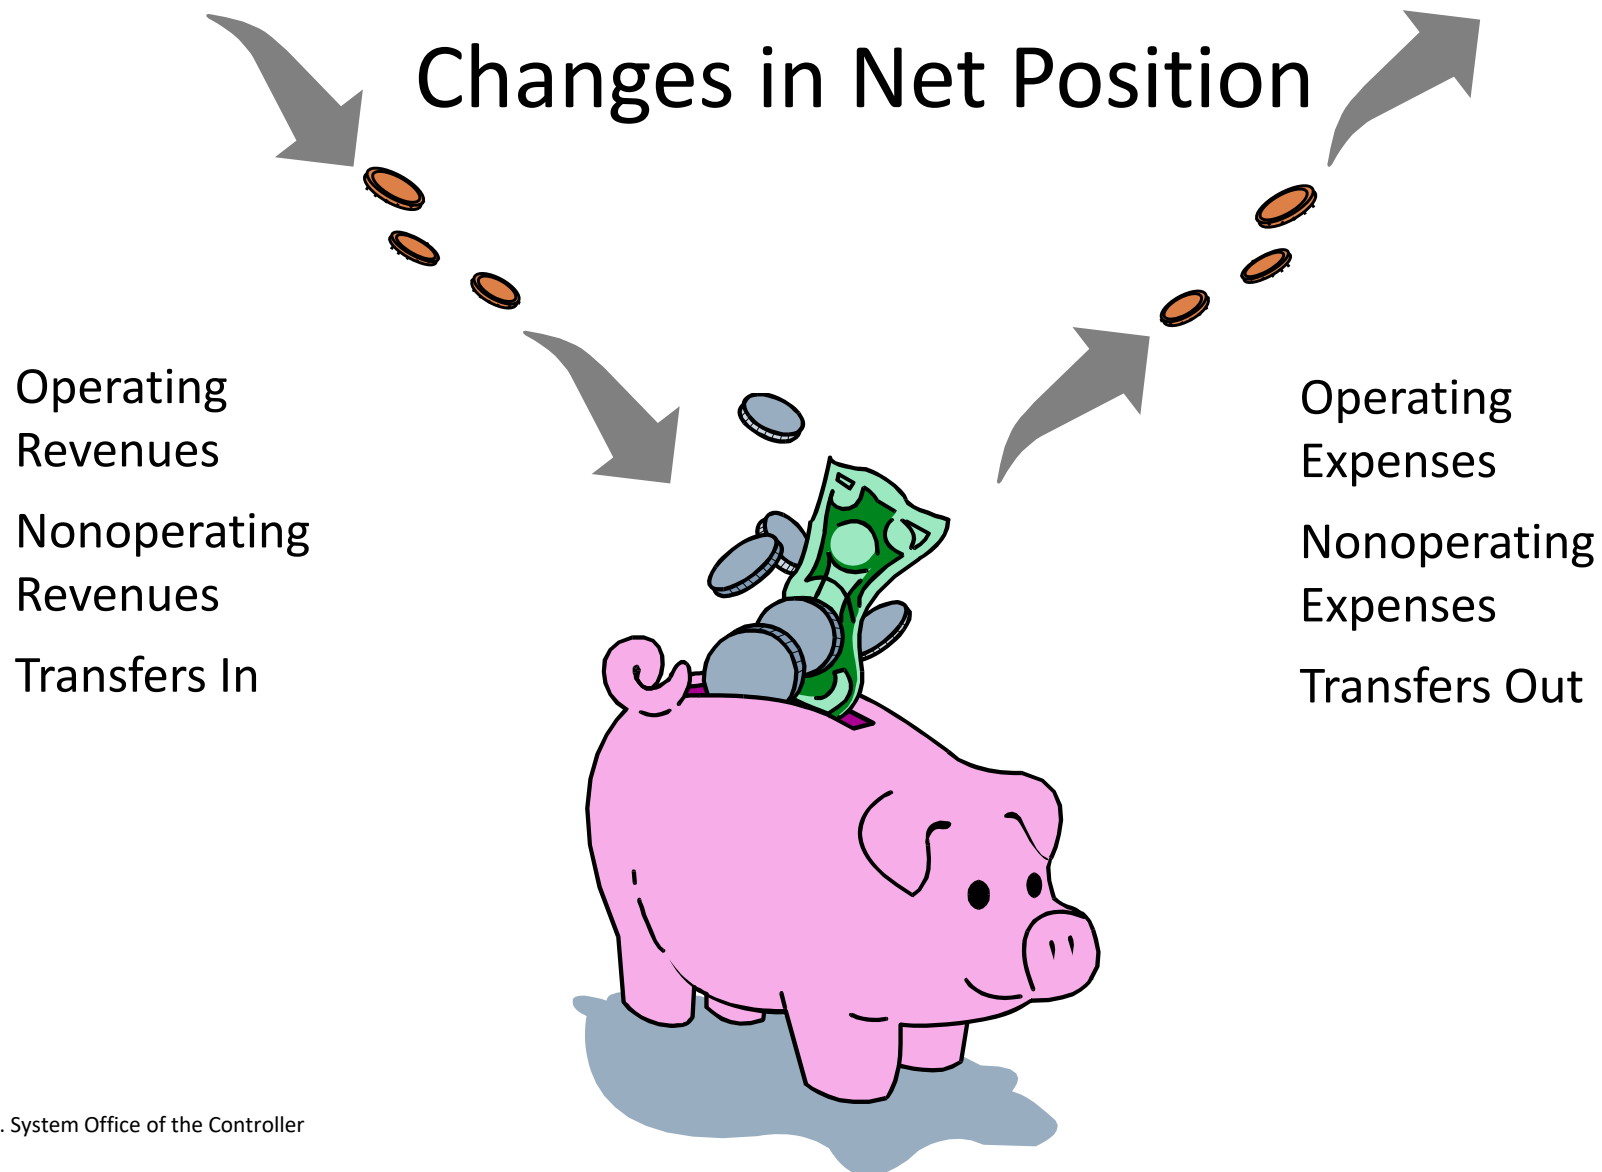 Changes in Net Position
Operating
Revenues
Nonoperating
Revenues
Transfers In
Operating
Expenses
Nonoperating
Expenses
Transfers Out
. System Office of the Controller